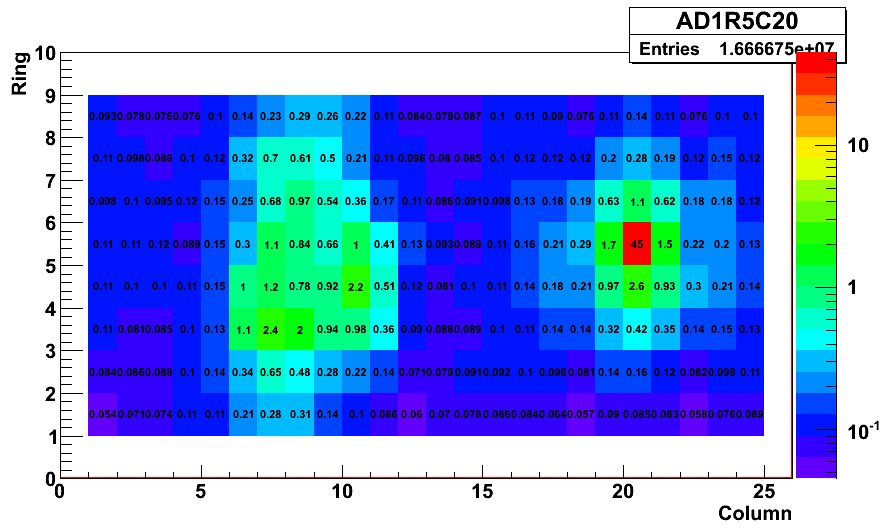 AD1R5C20
Entries 1.666675e+07
Ring
10
9
0.093 0.078 0.076 0.076 0.1 0.14 0.23 0.29 0.26 0.22 0.11 0.084 0.079 0.067 0.1 0.11 0.09 0.076 0.11 0.14 0.11 0.076 0.1 0.1
8
0.11 0.098 0.086 0.1 0.12 0.32 0.7 0.61 0.5 0.21 0.11 0.096 0.08 0.085 0.1 0.12 0.12 0.12 0.2 0.28 0.19 0.12 0.15 0.12
7
0.098 0.1 0.095 0.12 0.15 0.25 0.68 0.97 0.54 0.36 0.17 0.11 0.086 0.091 0.098 0.13 0.18 0.19 0.63 1.1 0.62 0.18 0.18 0.12
6
0.11 0.11 0.12 0.089 0.15 0.3 1.1 0.84 0.66 1 0.41 0.13 0.093 0.089 0.11 0.16 0.21 0.29 1.7 45 1.5 0.22 0.2 0.13
5
0.11 0.1 0.1 0.11 0.15 1 1.2 0.78 0.92 2.2 0.51 0.12 0.081 0.1 0.11 0.14 0.18 0.21 0.97 2.6 0.93 0.3 0.21 0.14
4
0.11 0.081 0.085 0.1 0.13 1.1 2.4 2 0.94 0.98 0.36 0.09 0.088 0.089 0.1 0.11 0.14 0.14 0.32 0.42 0.35 0.14 0.15 0.13
3
0.084 0.086 0.088 0.1 0.14 0.34 0.65 0.48 0.28 0.22 0.14 0.071 0.079 0.091 0.092 0.1 0.096 0.081 0.14 0.16 0.12 0.082 0.099 0.11
2
0.054 0.071 0.074 0.11 0.11 0.21 0.28 0.31 0.14 0.1 0.086 0.06 0.07 0.078 0.086 0.084 0.064 0.057 0.09 0.085 0.083 0.058 0.076 0.069
1
0
0 5 10 15 20 25
Column
10
1
10⁻¹